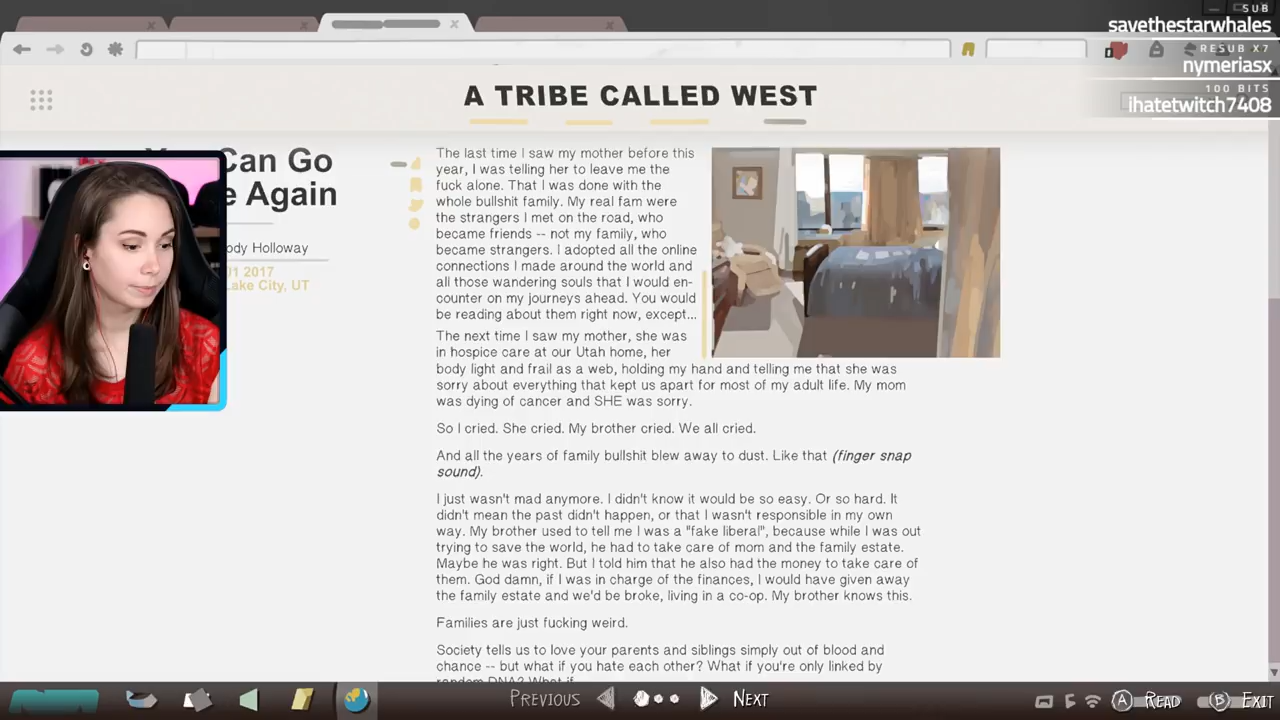 SUB
savethestarwhales
RESUB X7
nymeriasx
100 BITS
ihatetwitch7408
A TRIBE CALLED WEST
Can Go
Again
Holloway
2017
Lake City, UT
The last time I saw my mother before this
year, I was telling her to leave me the
fuck alone. That I was done with the
whole bullshit family. My real fam were
the strangers I met on the road, who
became friends -- not my family, who
became strangers. I adopted all the online
connections I made around the world and
all those wandering souls that I would en-
counter on my journeys ahead. You would
be reading about them right now, except...
The next time I saw my mother, she was
in hospice care at our Utah home, her
body light and frail as a web, holding my hand and telling me that she was
sorry about everything that kept us apart for most of my adult life. My mom
was dying of cancer and SHE was sorry.
So I cried. She cried. My brother cried. We all cried.
And all the years of family bullshit blew away to dust. Like that (finger snap
sound).
I just wasn't mad anymore. I didn't know it would be so easy. Or so hard. It
didn't mean the past didn't happen, or that I wasn't responsible in my own
way. My brother used to tell me I was a "fake liberal", because while I was out
trying to save the world, he had to take care of mom and the family estate.
Maybe he was right. But I told him that he also had the money to take care of
them. God damn, if I was in charge of the finances, I would have given away
the family estate and we'd be broke, living in a co-op. My brother knows this.
Families are just fucking weird.
Society tells us to love your parents and siblings simply out of blood and
chance -- but what if you hate each other? What if you're only linked by
random DNA? What if
Previous
Next
A Read
B Exit